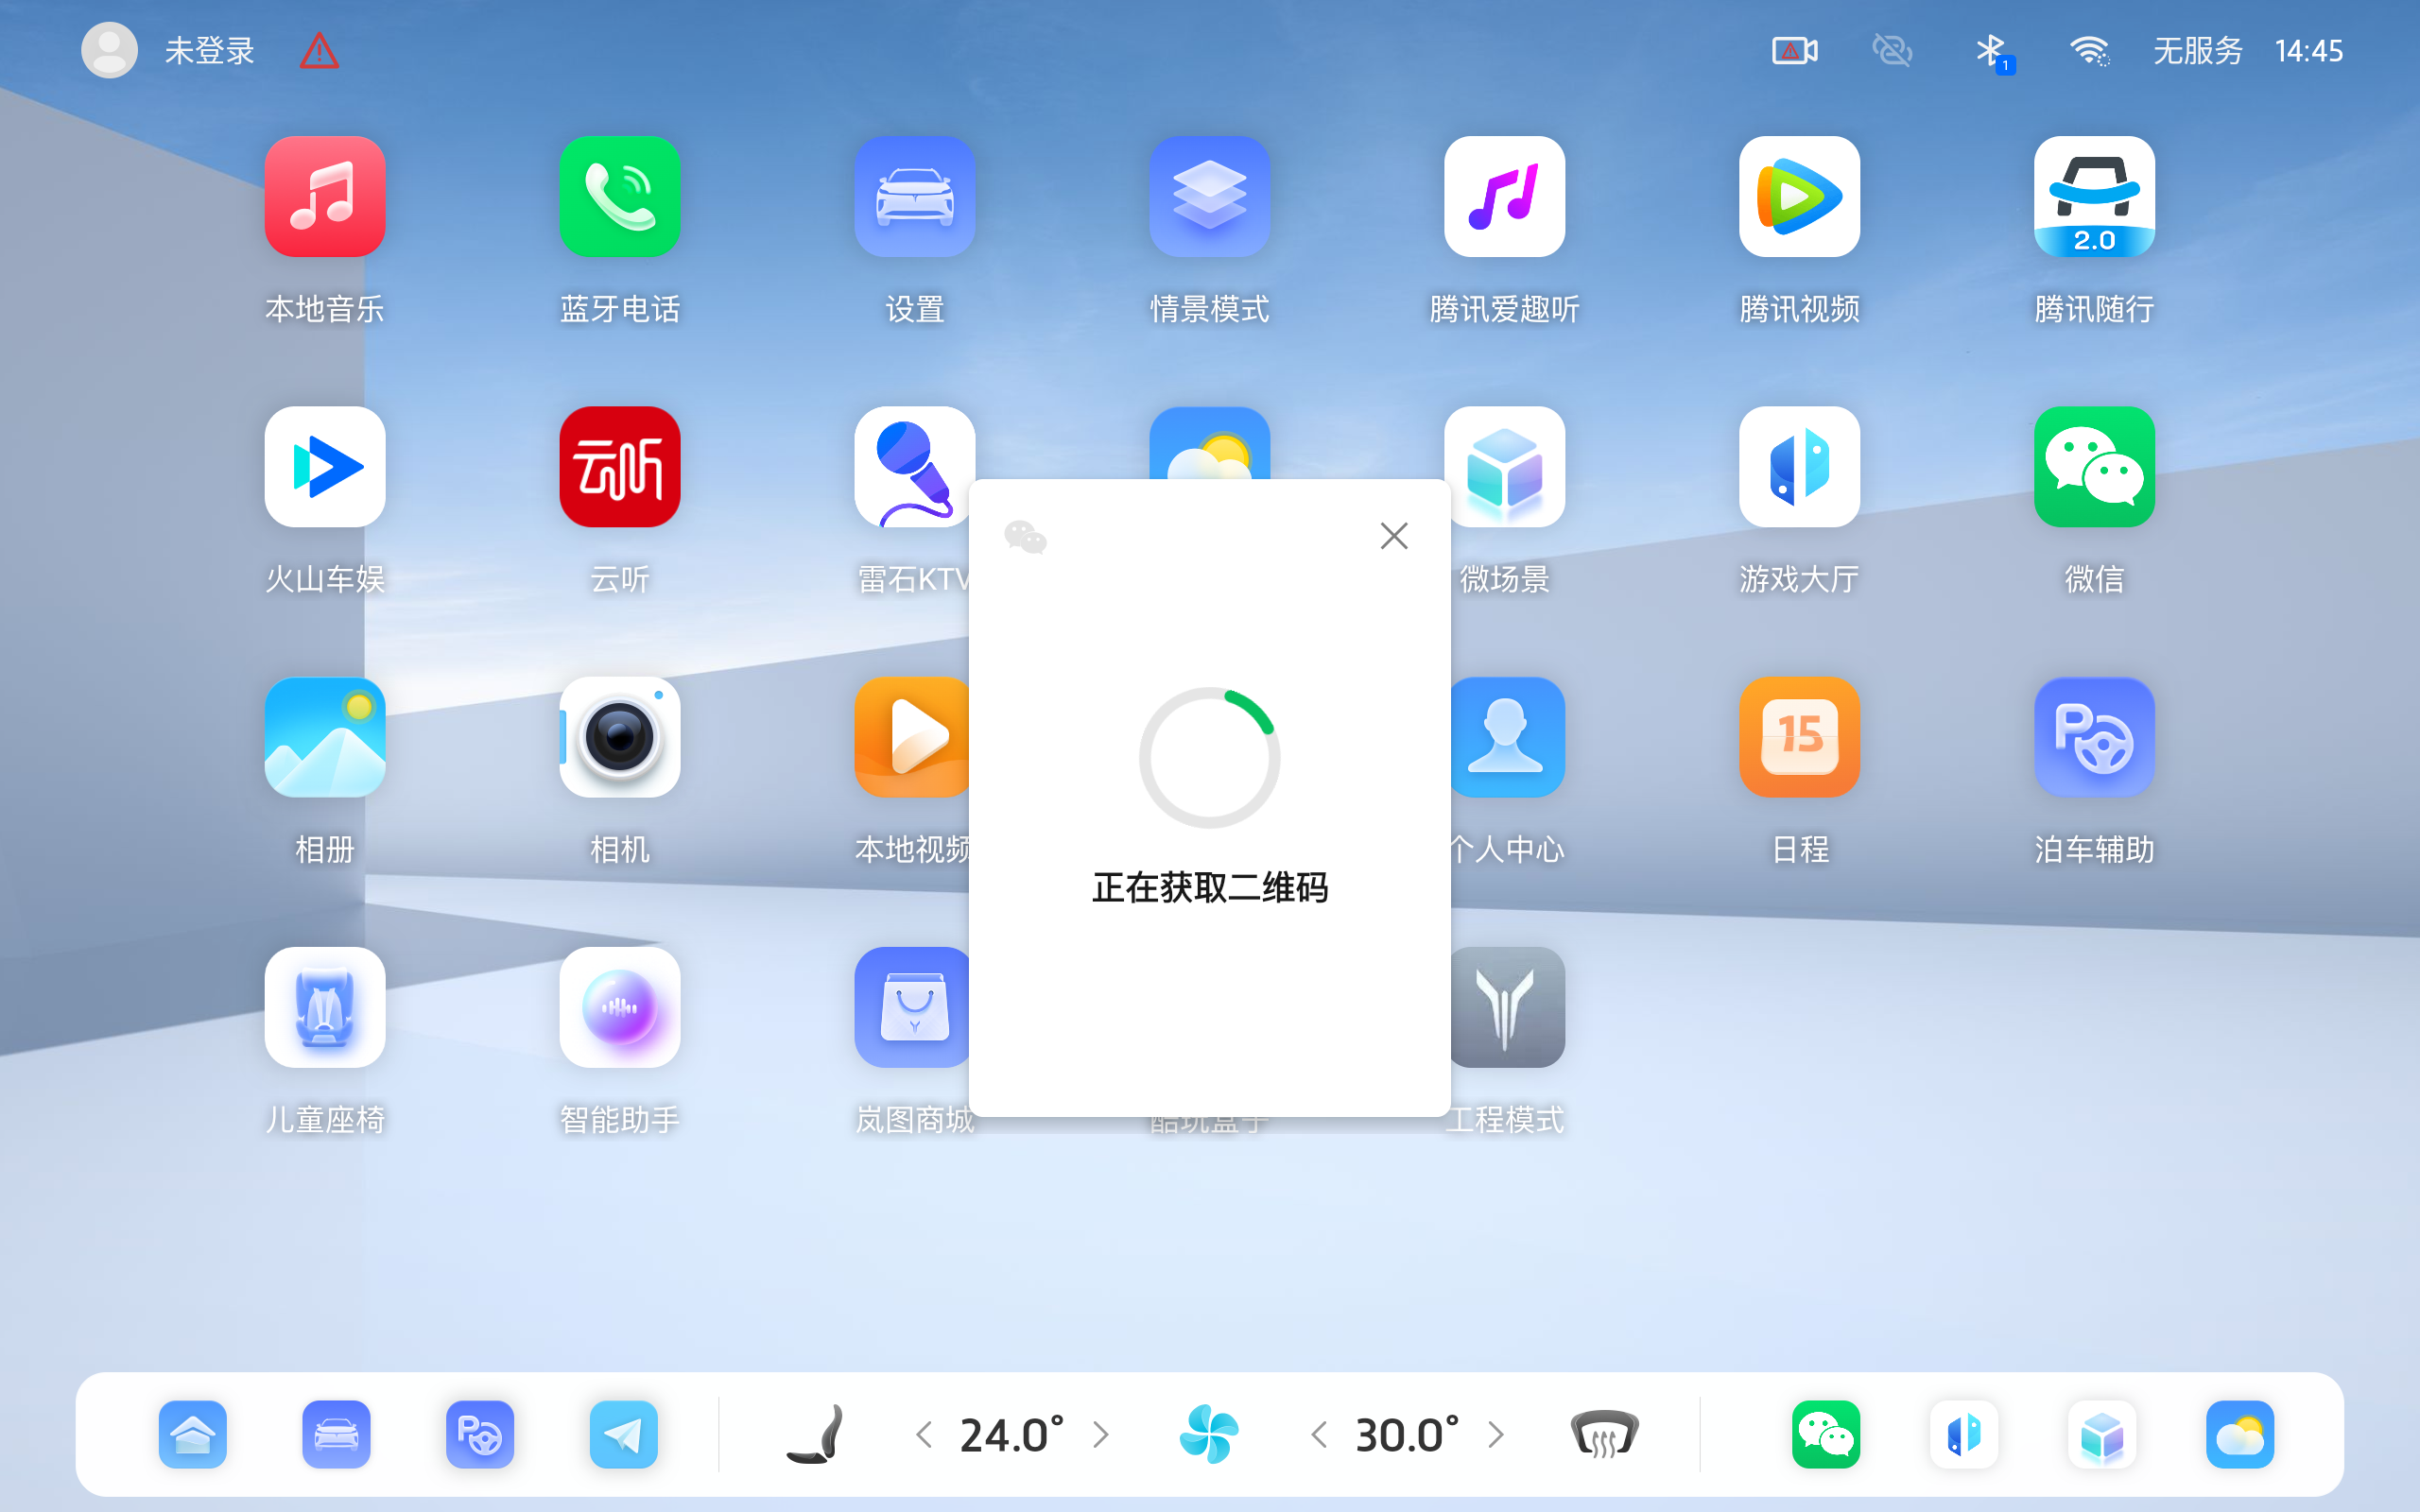 未登录
1
无服务 14:45
2.0
本地音乐 蓝牙电话 设置 情景模式 腾讯爱趣听 腾讯视频 腾讯随行
云听
火山车娱 云听 雷石KTV 微场景 游戏大厅 微信
15
相册 相机 本地视频 个人中心 日程 泊车辅助
正在获取二维码
儿童座椅 智能助手 岚图商城 酷玩盒子 工程模式
P 24.0° 30.0°